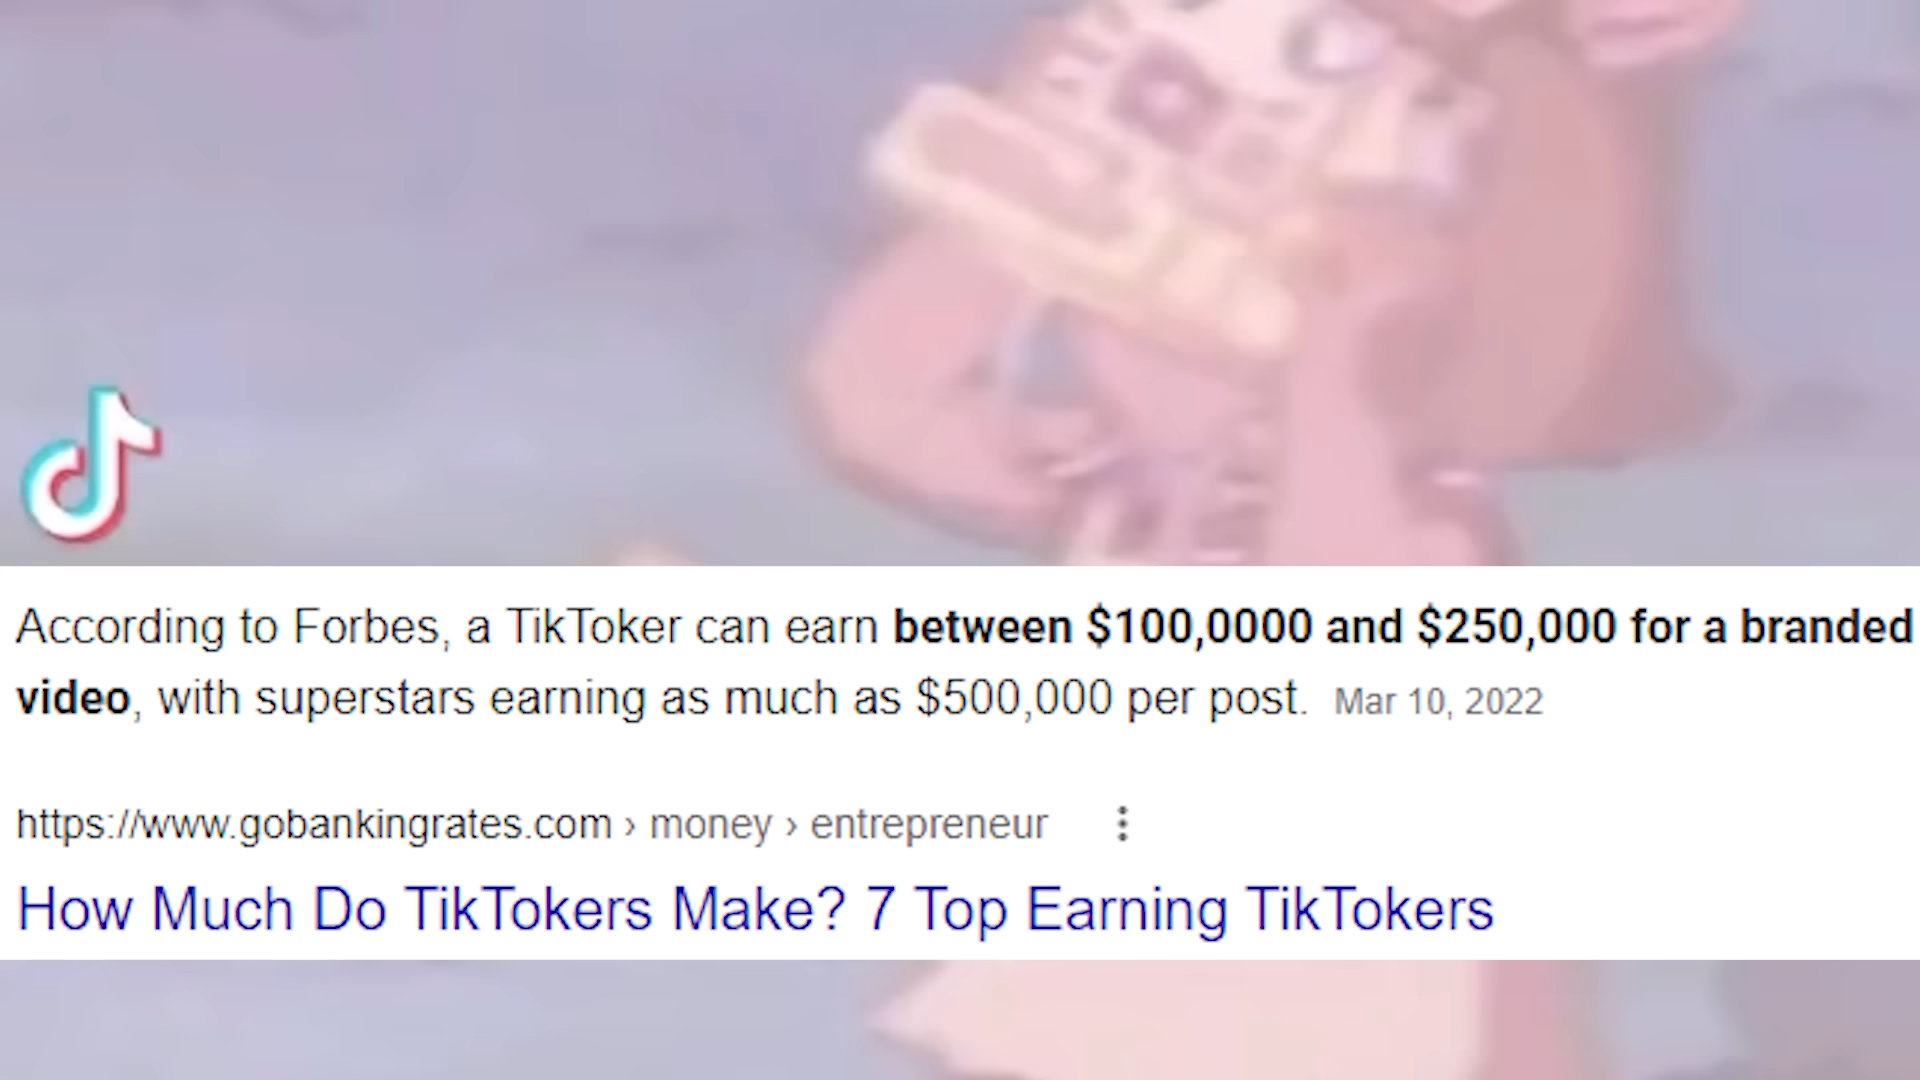 According to Forbes, a TikToker can earn between $100,0000 and $250,000 for a branded
video, with superstars earning as much as $500,000 per post. Mar 10, 2022
https://www.gobankingrates.com › money › entrepreneur
How Much Do TikTokers Make? 7 Top Earning TikTokers